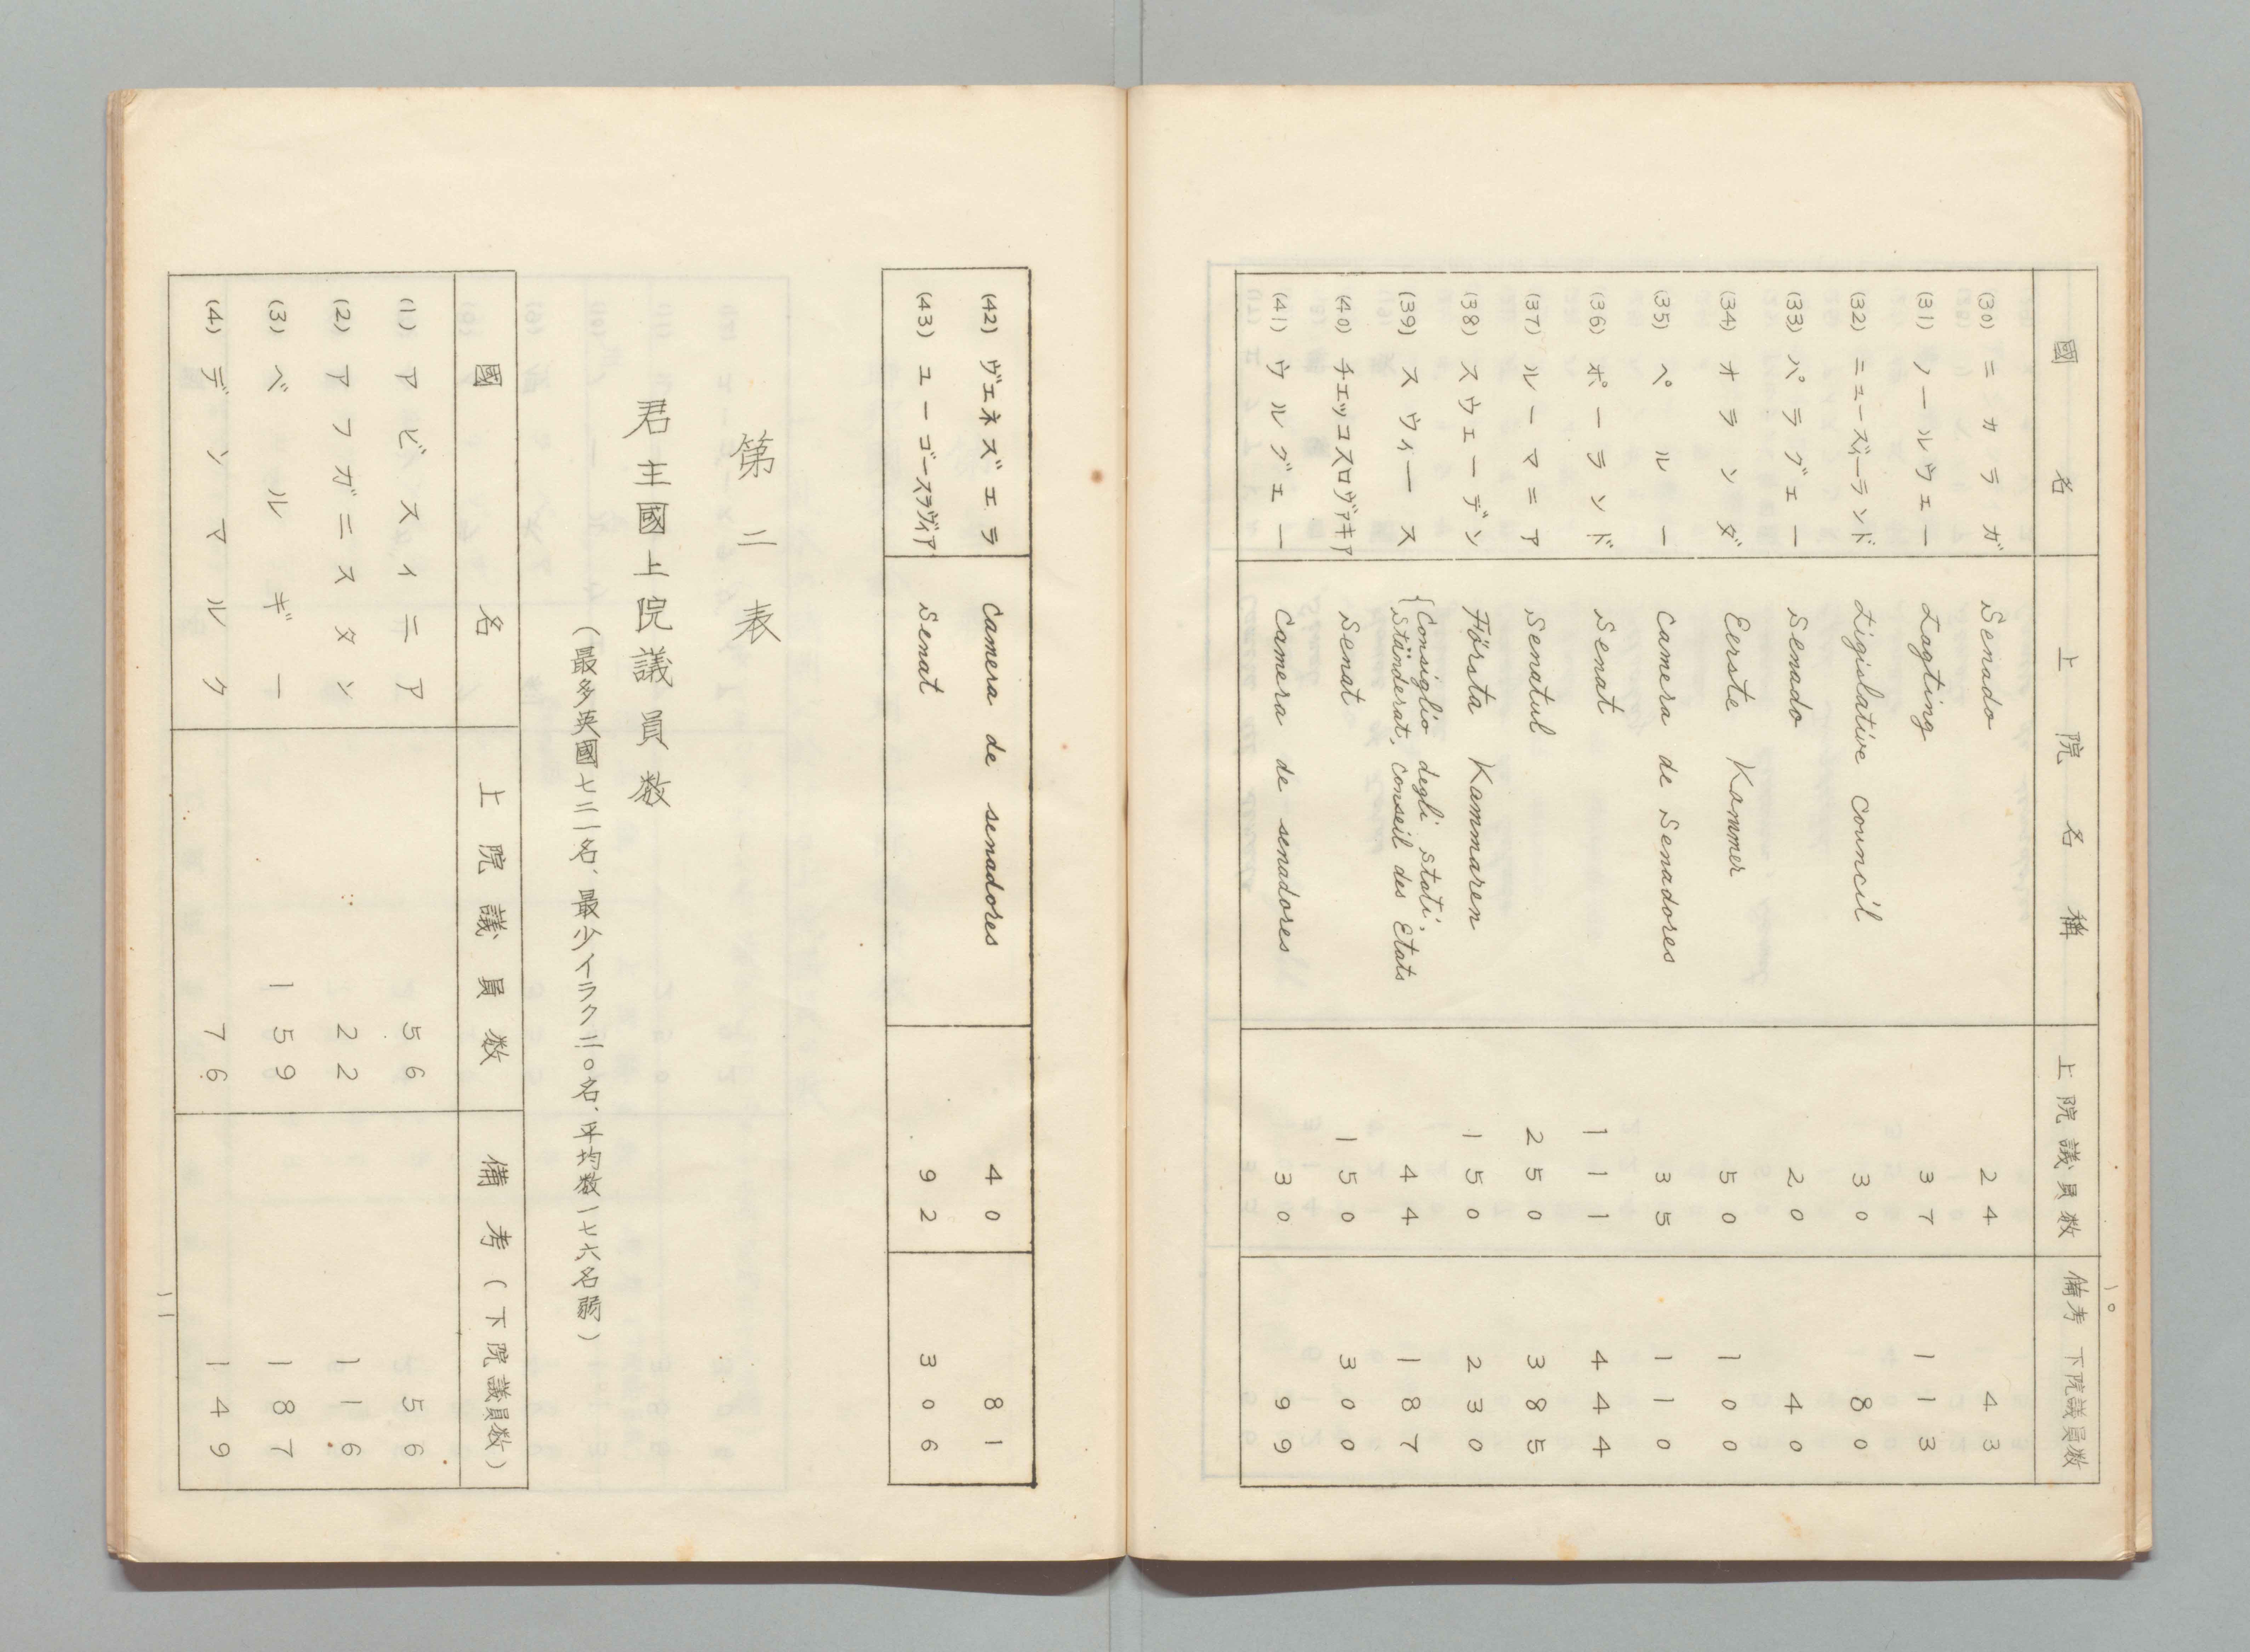 國名 上院名稱 上院議員数 備考 下院議員数
(30) ニカラガ Senado 24 43
(31) ノールウェー Lagting 37 113
(32) ニューズィーランド Ligislative Council 30 80
(33) パラグェー Senado 20 40
(34) オランダ Eerste Kammer 50 100
(35) ペルー Camera de Senadores 35 110
(36) ポーランド Senat 111 444
(37) ルーマニア Senatul 250 385
(38) スウェーデン Första Kammaren 150 230
(39) スウィース {Consiglio degli stati, Ständerat, Conseil des Etats 44 187
(40) チェッコスロヴァキア Senat 150 300
(41) ウルグェー Camera de senadores 30 99
一〇
(42) ヴェネズエラ Camera de senadores 40 81
(43) ユーゴースラヴィア Senat 92 306
第二表
君主國上院議員数
(最多英國七二一名、最少イラク二〇名、平均数一七六名弱)
國名 上院議員数 備考(下院議員数)
(1) アビスィニア 56 56
(2) アフガニスタン 22 116
(3) ベルギー 159 187
(4) デンマルク 76 149
一一